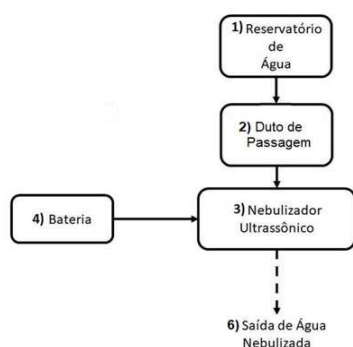 1) Reservatório
de
Água
2) Duto de
Passagem
3) Nebulizador
Ultrassônico
4) Bateria
6) Saída de Água
Nebulizada